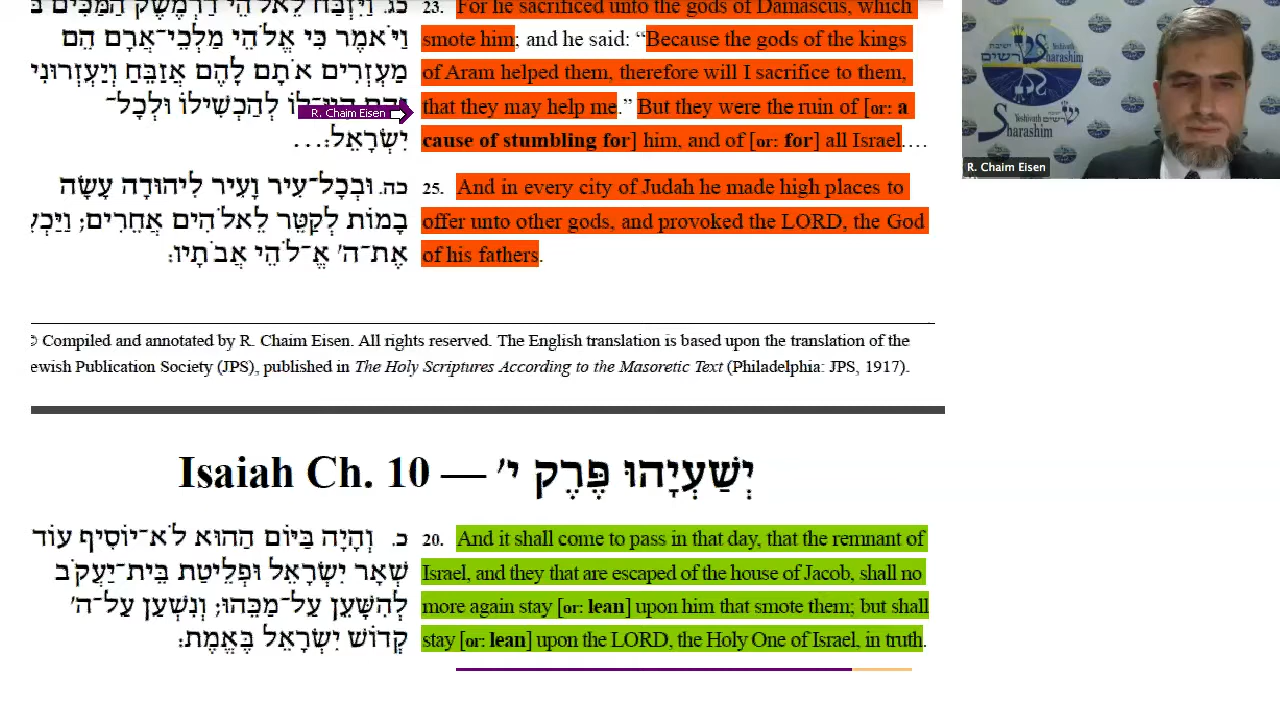 כג. וַיִּזְבַּח לֵאלֹהֵי דַרְמֶשֶׂק הַמַּכִּים בּ
וַיֹּאמֶר כִּי אֱלֹהֵי מַלְכֵי־אֲרָם הֵם
מַעְזְרִים אֹתָם לָהֶם אֲזַבֵּחַ וְיַעְזְרוּנִי
לוֹ לְהַכְשִׁילוֹ וּלְכׇל־
יִשְׂרָאֵל׃...
23. For he sacrificed unto the gods of Damascus, which
smote him; and he said: “Because the gods of the kings
of Aram helped them, therefore will I sacrifice to them,
that they may help me.” But they were the ruin of [or: a
cause of stumbling for] him, and of [or: for] all Israel….
R. Chaim Eisen
כה. וּבְכׇל־עִיר וָעִיר לִיהוּדָה עָשָׂה
בָמוֹת לְקַטֵּר לֵאלֹהִים אֲחֵרִים; וַיַּכְעֵ
אֶת־ה' אֱ־לֹהֵי אֲבֹתָיו׃
25. And in every city of Judah he made high places to
offer unto other gods, and provoked the LORD, the God
of his fathers.
© Compiled and annotated by R. Chaim Eisen. All rights reserved. The English translation is based upon the translation of the
ewish Publication Society (JPS), published in The Holy Scriptures According to the Masoretic Text (Philadelphia: JPS, 1917).
Isaiah Ch. 10 — יְשַׁעְיָהוּ פֶּרֶק י'
כ. וְהָיָה בַּיּוֹם הַהוּא לֹא־יוֹסִיף עוֹד
שְׁאָר יִשְׂרָאֵל וּפְלֵיטַת בֵּית־יַעֲקֹב
לְהִשָּׁעֵן עַל־מַכֵּהוּ; וְנִשְׁעַן עַל־ה'
קְדוֹשׁ יִשְׂרָאֵל בֶּאֱמֶת׃
20. And it shall come to pass in that day, that the remnant of
Israel, and they that are escaped of the house of Jacob, shall no
more again stay [or: lean] upon him that smote them; but shall
stay [or: lean] upon the LORD, the Holy One of Israel, in truth.
Yeshivath
Sharashim
ישיבת
שרשים
Yeshivath
Sharashim
R. Chaim Eisen